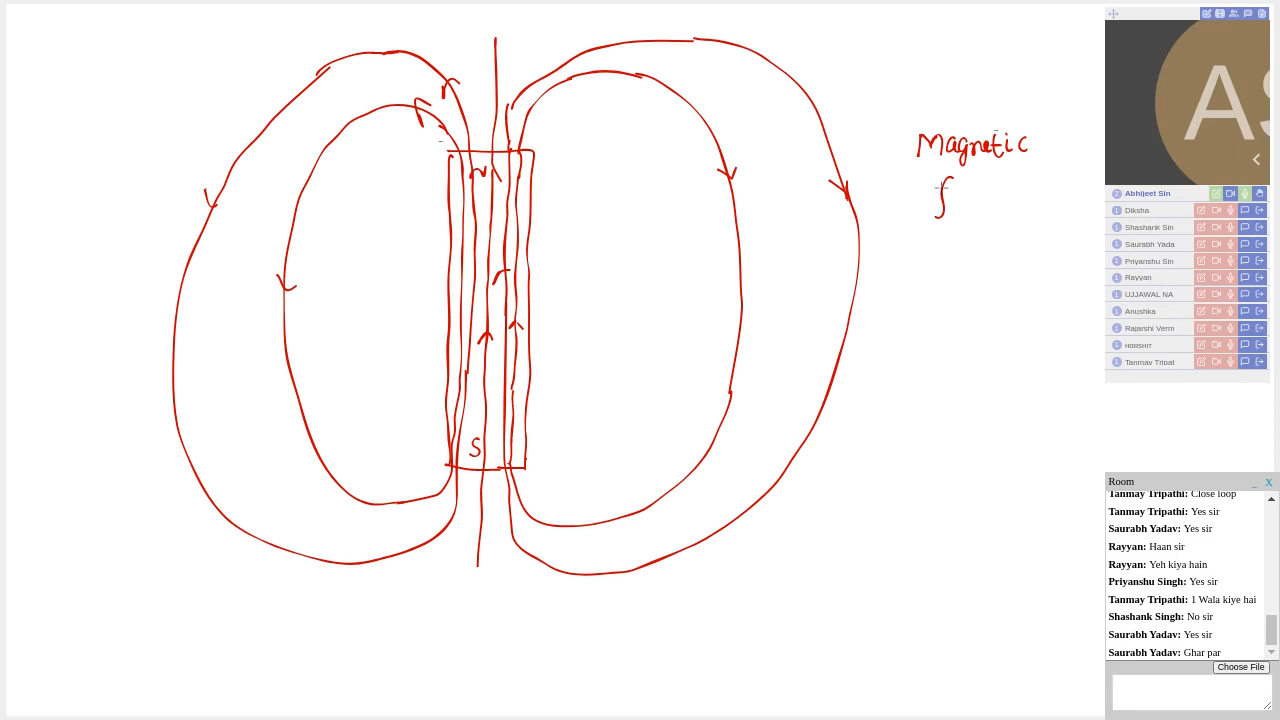 Magnetic
N
S
AS
Abhijeet Sin
Diksha
Shashank Sin
Saurabh Yada
Priyanshu Sin
Rayyan
UJJAWAL NA
Anushka
Rajarshi Verm
HORSHIT
Tanmay Tripat
Room _ X
Tanmay Tripathi: Close loop
Tanmay Tripathi: Yes sir
Saurabh Yadav: Yes sir
Rayyan: Haan sir
Rayyan: Yeh kiya hain
Priyanshu Singh: Yes sir
Tanmay Tripathi: 1 Wala kiye hai
Shashank Singh: No sir
Saurabh Yadav: Yes sir
Saurabh Yadav: Ghar par
Choose File